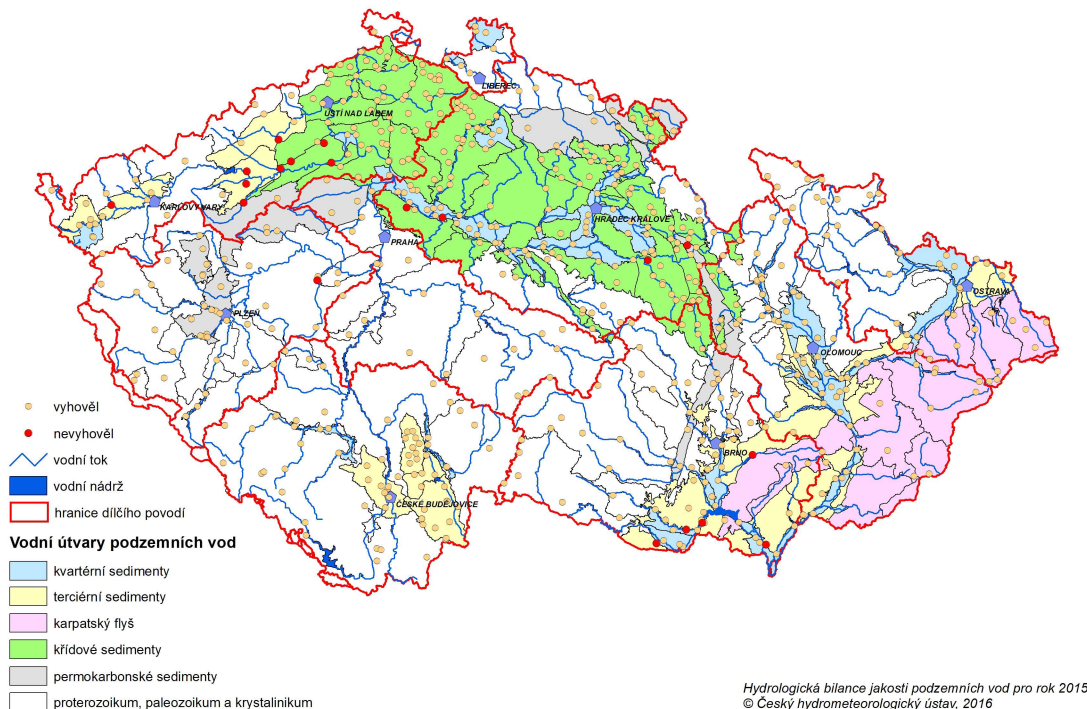 LIBEREC
ÚSTÍ NAD LABEM
KARLOVY VARY
HRADEC KRÁLOVÉ
PRAHA
OSTRAVA
PLZEŇ
OLOMOUC
BRNO
ČESKÉ BUDĚJOVICE
vyhověl
nevyhověl
vodní tok
vodní nádrž
hranice dílčího povodí
Vodní útvary podzemních vod
kvartérní sedimenty
terciérní sedimenty
karpatský flyš
křídové sedimenty
permokarbonské sedimenty
proterozoikum, paleozoikum a krystalinikum
Hydrologická bilance jakosti podzemních vod pro rok 2015
© Český hydrometeorologický ústav, 2016